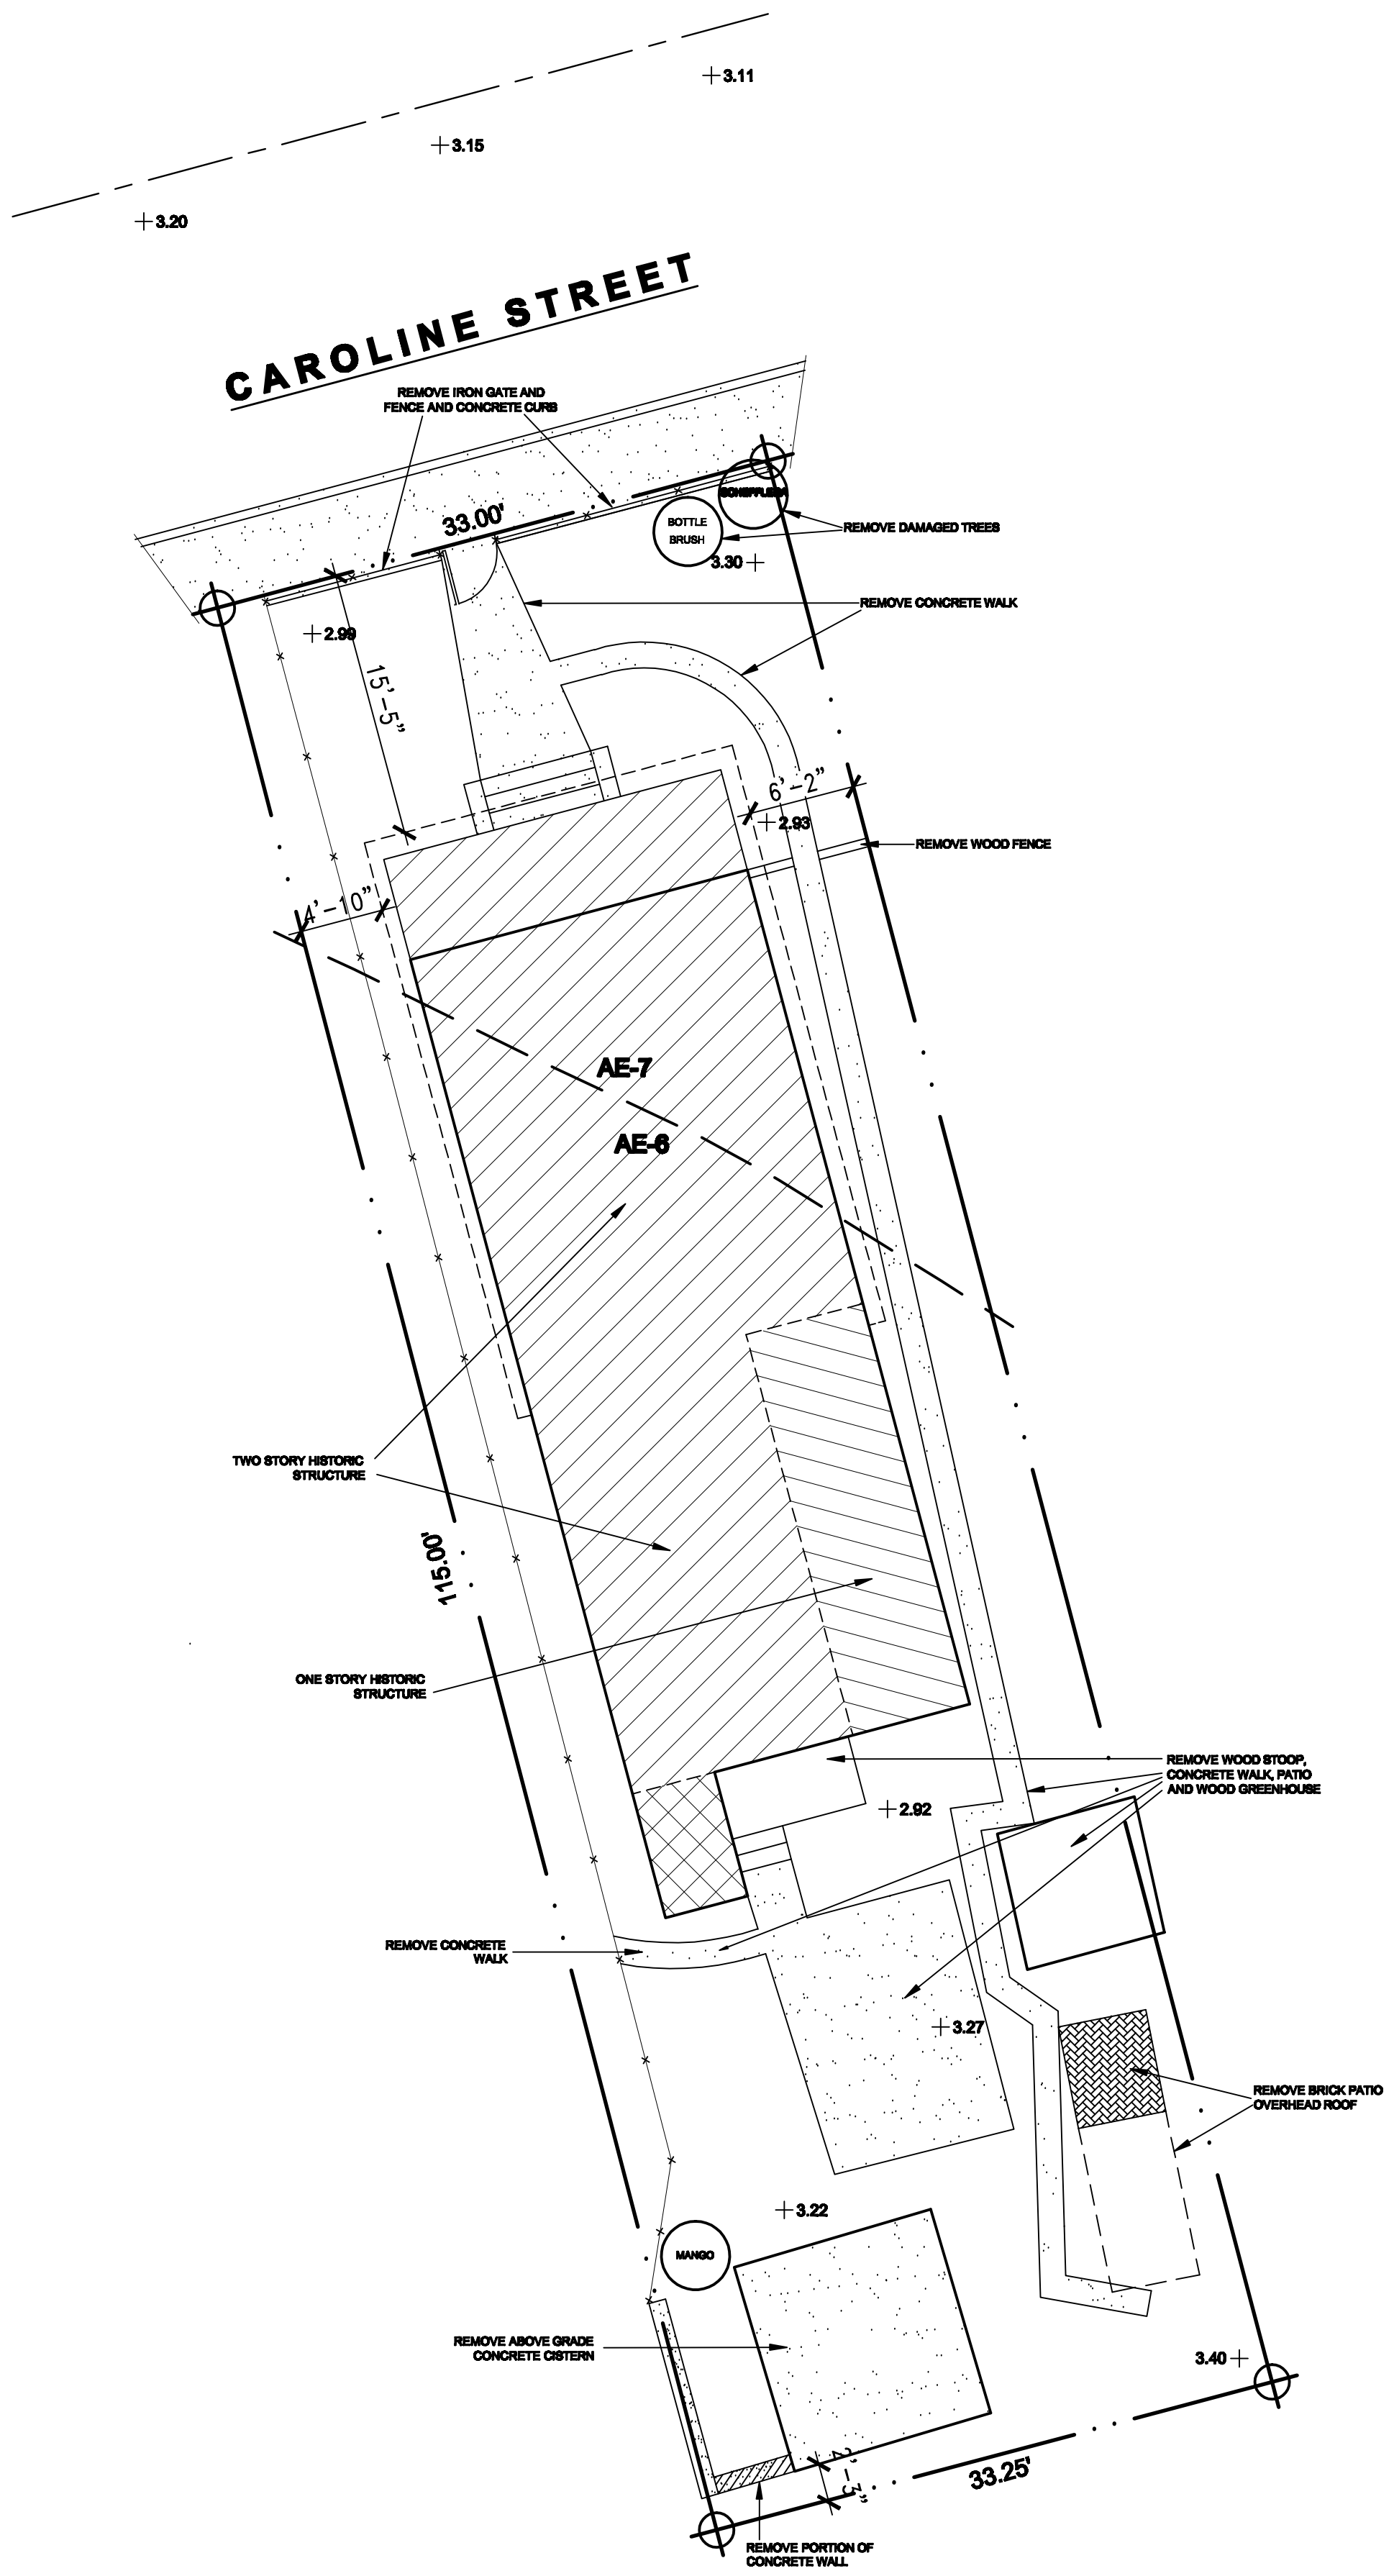 3.11
3.15
3.20
CAROLINE STREET
REMOVE IRON GATE AND
FENCE AND CONCRETE CURB
SCHEFFLERA
33.00'
BOTTLE
BRUSH
REMOVE DAMAGED TREES
3.30
REMOVE CONCRETE WALK
2.99
15'-5"
6'-2"
2.93
REMOVE WOOD FENCE
4'-10"
AE-7
AE-6
TWO STORY HISTORIC
STRUCTURE
115.00'
ONE STORY HISTORIC
STRUCTURE
REMOVE WOOD STOOP,
CONCRETE WALK, PATIO
AND WOOD GREENHOUSE
2.92
REMOVE CONCRETE
WALK
3.27
REMOVE BRICK PATIO
OVERHEAD ROOF
3.22
MANGO
REMOVE ABOVE GRADE
CONCRETE CISTERN
3.40
2'-3"
33.25'
REMOVE PORTION OF
CONCRETE WALL